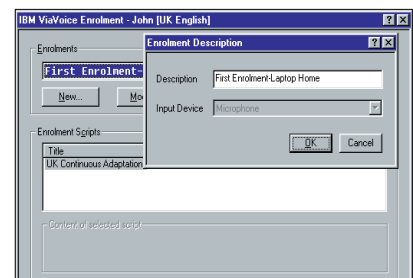 IBM ViaVoice Enrolment - John [UK English]
Enrolments
First Enrolment-
New...
Enrolment Description
Description First Enrolment-Laptop Home
Input Device Microphone
OK Cancel
Enrolment Scripts
Title
UK Continuous Adaptation
Content of selected script